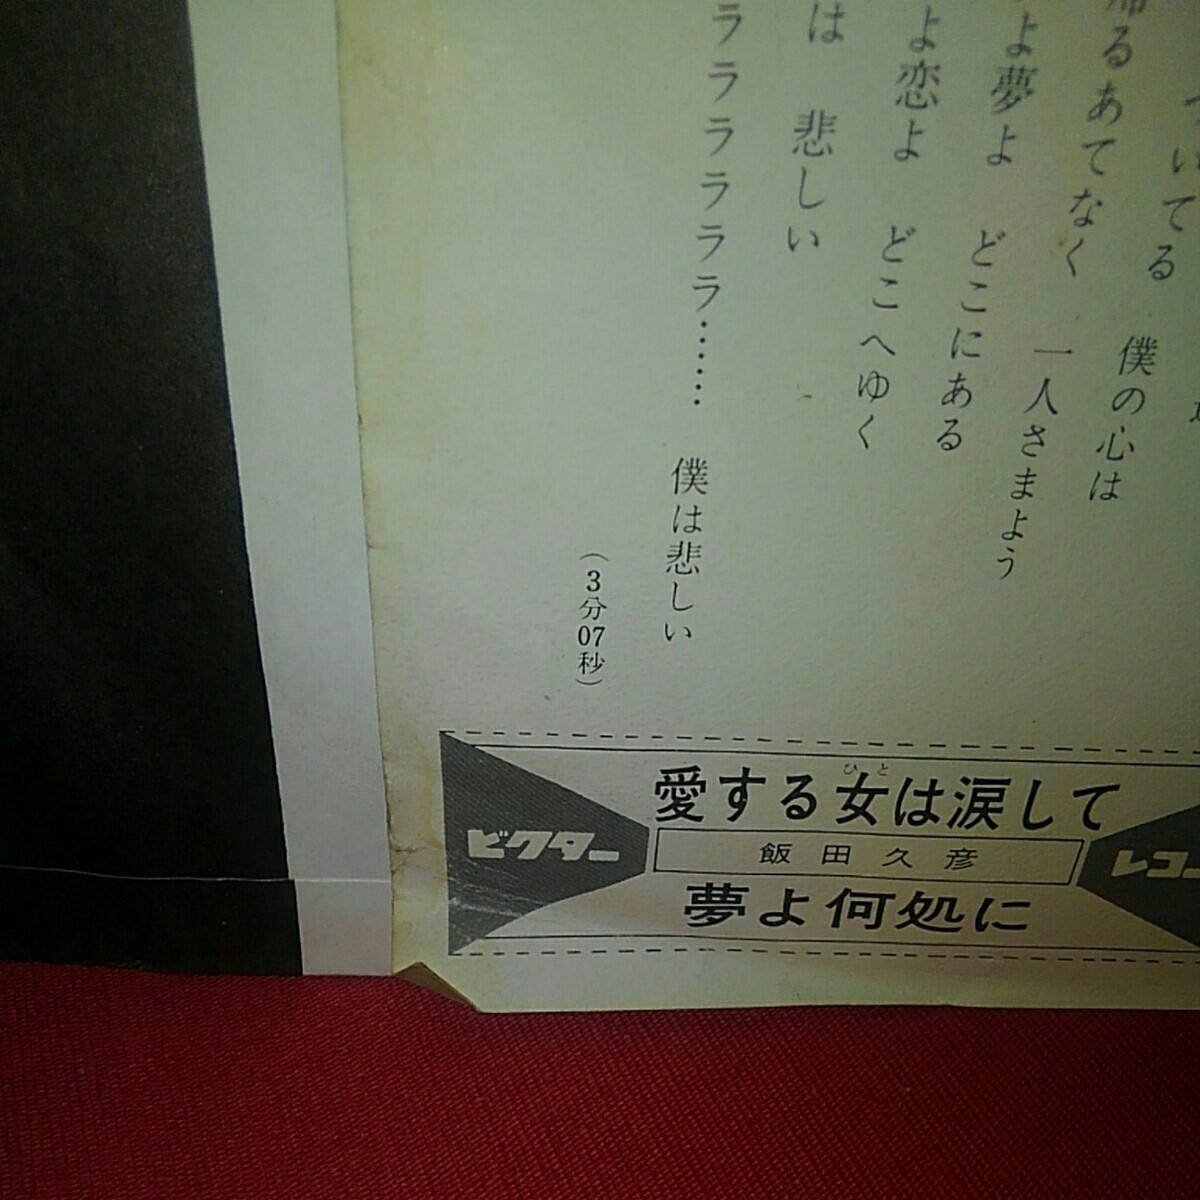 いてる 僕の心は
帰るあてなく 一人さまよう
よ夢よ どこにある
よ恋よ どこへゆく
は 悲しい
ララララララ…… 僕は悲しい
(3分07秒)
ビクター
愛する女は涙して
ひと
飯田久彦
夢よ何処に
レコー